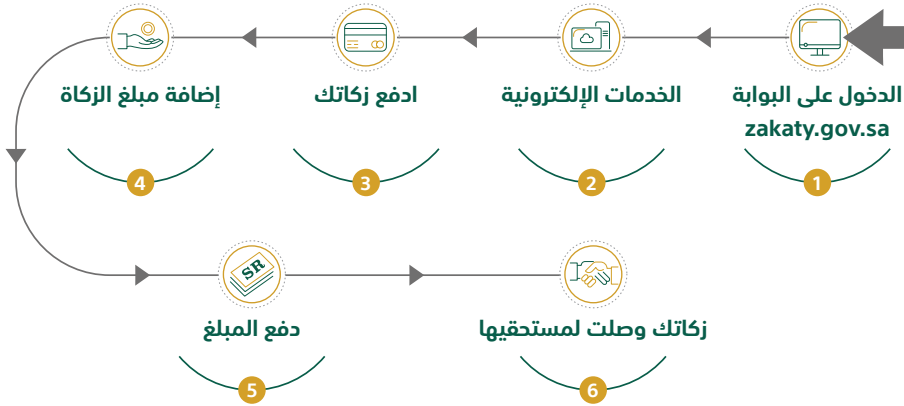 الدخول على البوابة
zakaty.gov.sa
1
الخدمات الإلكترونية
2
ادفع زكاتك
3
إضافة مبلغ الزكاة
4
SR
دفع المبلغ
5
زكاتك وصلت لمستحقيها
6